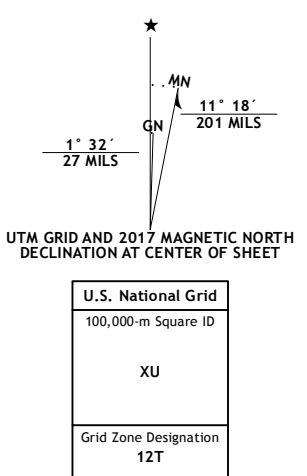 MN
GN
11° 18´
201 MILS
1° 32´
27 MILS
UTM GRID AND 2017 MAGNETIC NORTH
DECLINATION AT CENTER OF SHEET
U.S. National Grid
100,000-m Square ID
XU
Grid Zone Designation
12T